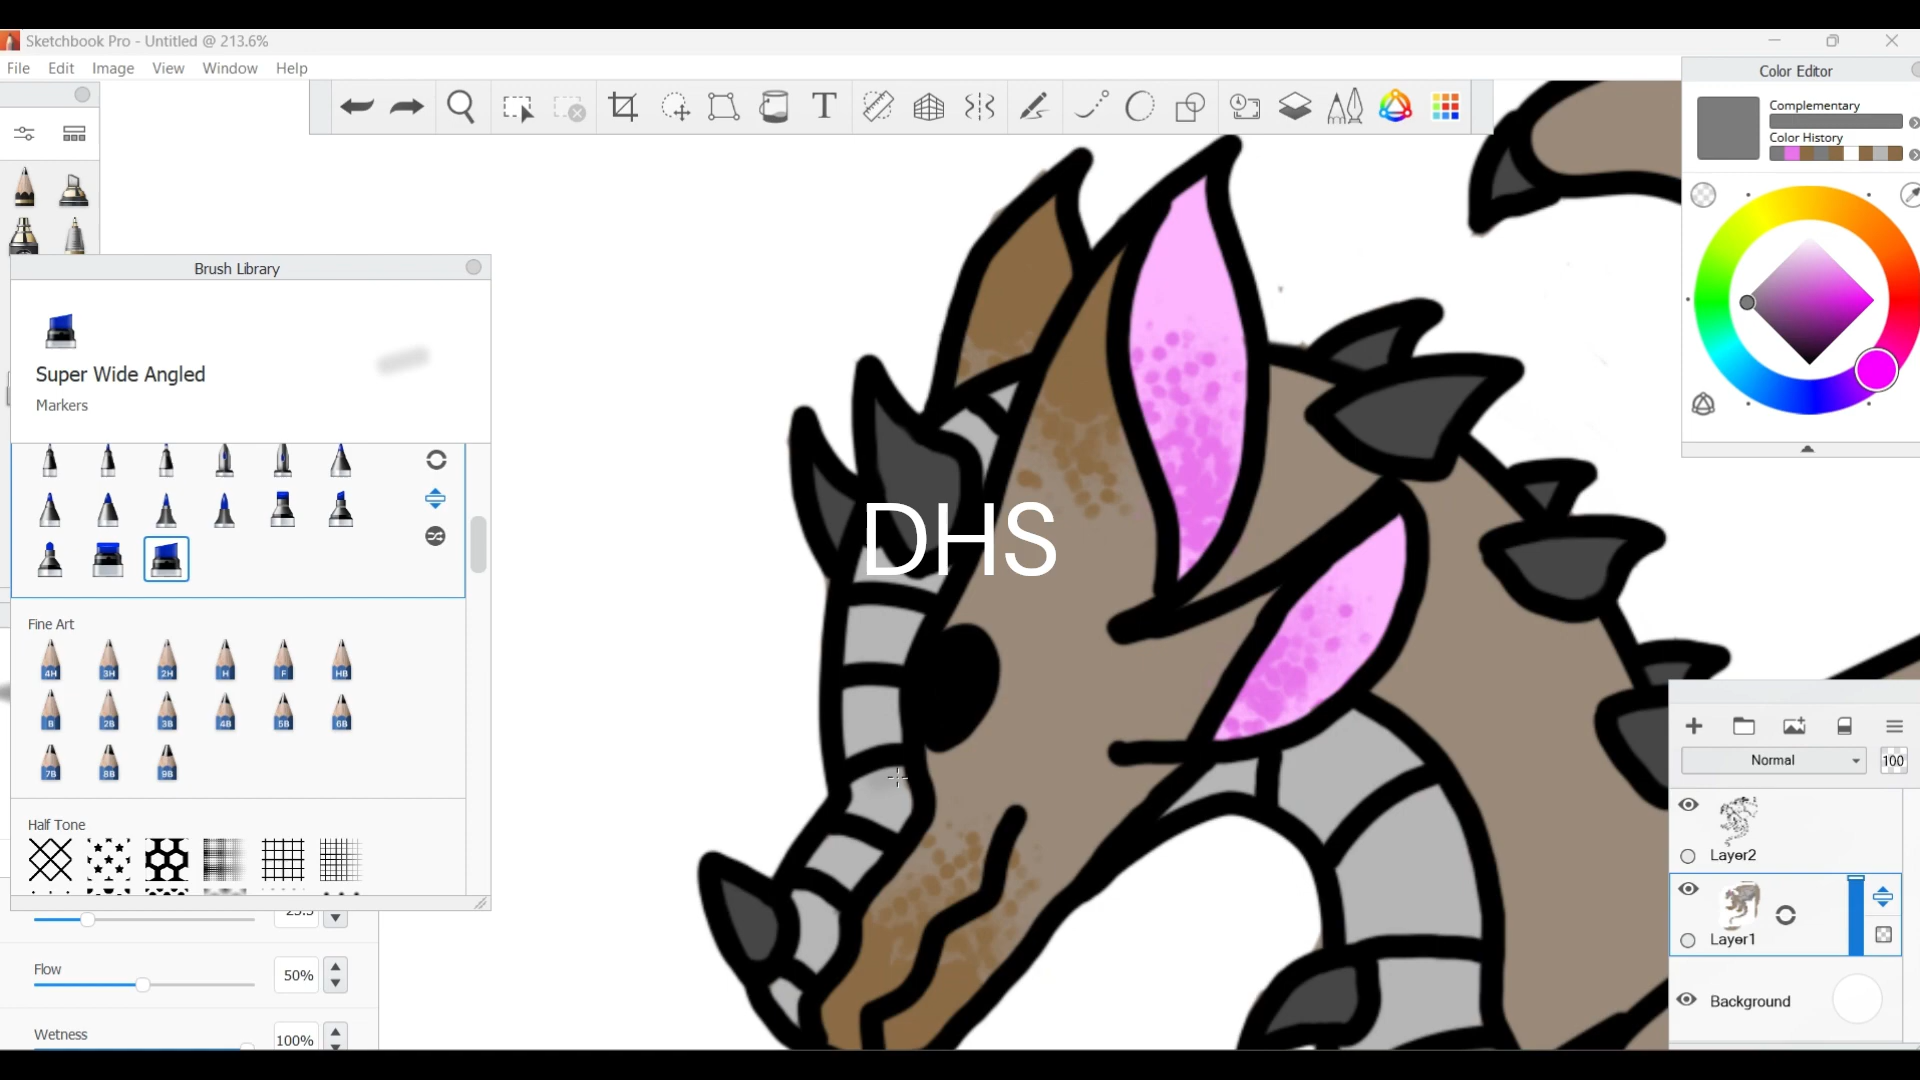 Sketchbook Pro - Untitled @ 213.6%
File Edit Image View Window Help
T
Color Editor
Complementary
Color History
Brush Library
Super Wide Angled
Markers
DHS
Fine Art
4H 3H 2H H F HB
B 2B 3B 4B 5B 6B
7B 8B 9B
Half Tone
Flow
50%
Wetness
100%
Normal
100
Layer2
Layer1
Background